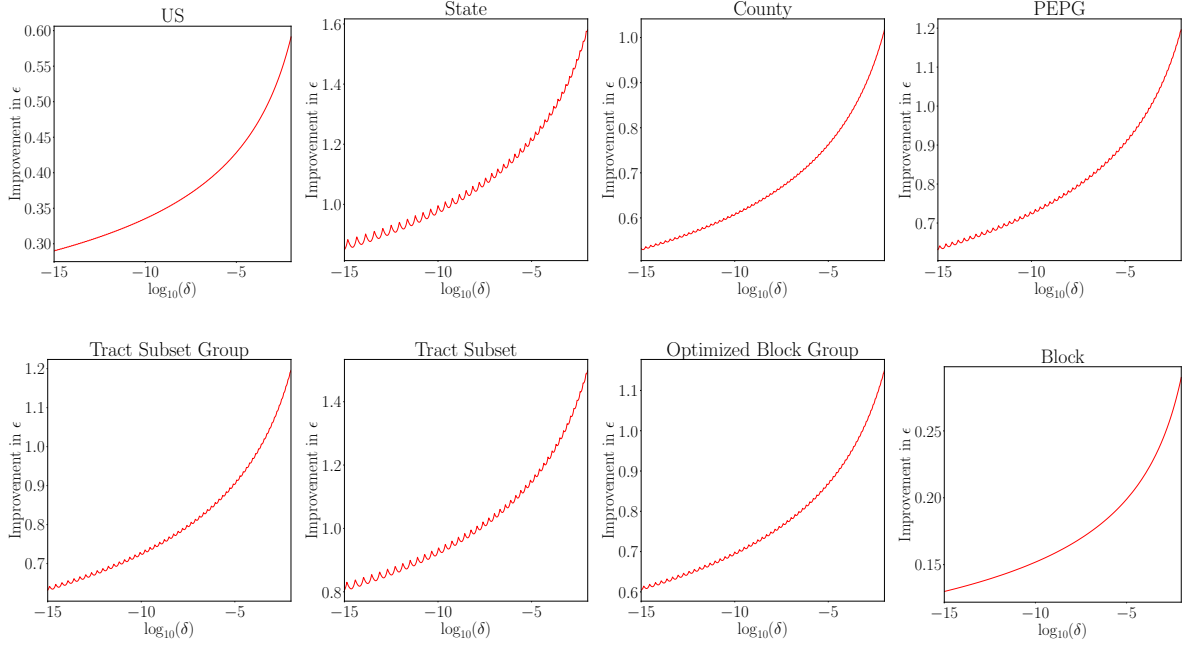 US
0.60
0.55
0.50
0.45
0.40
0.35
0.30
Improvement in ϵ
−15
−10
−5
log₁₀(δ)
State
1.6
1.4
1.2
1.0
Improvement in ϵ
−15
−10
−5
log₁₀(δ)
County
1.0
0.9
0.8
0.7
0.6
Improvement in ϵ
−15
−10
−5
log₁₀(δ)
PEPG
1.2
1.1
1.0
0.9
0.8
0.7
Improvement in ϵ
−15
−10
−5
log₁₀(δ)
Tract Subset Group
1.2
1.1
1.0
0.9
0.8
0.7
Improvement in ϵ
−15
−10
−5
log₁₀(δ)
Tract Subset
1.4
1.2
1.0
0.8
Improvement in ϵ
−15
−10
−5
log₁₀(δ)
Optimized Block Group
1.1
1.0
0.9
0.8
0.7
0.6
Improvement in ϵ
−15
−10
−5
log₁₀(δ)
Block
0.25
0.20
0.15
Improvement in ϵ
−15
−10
−5
log₁₀(δ)